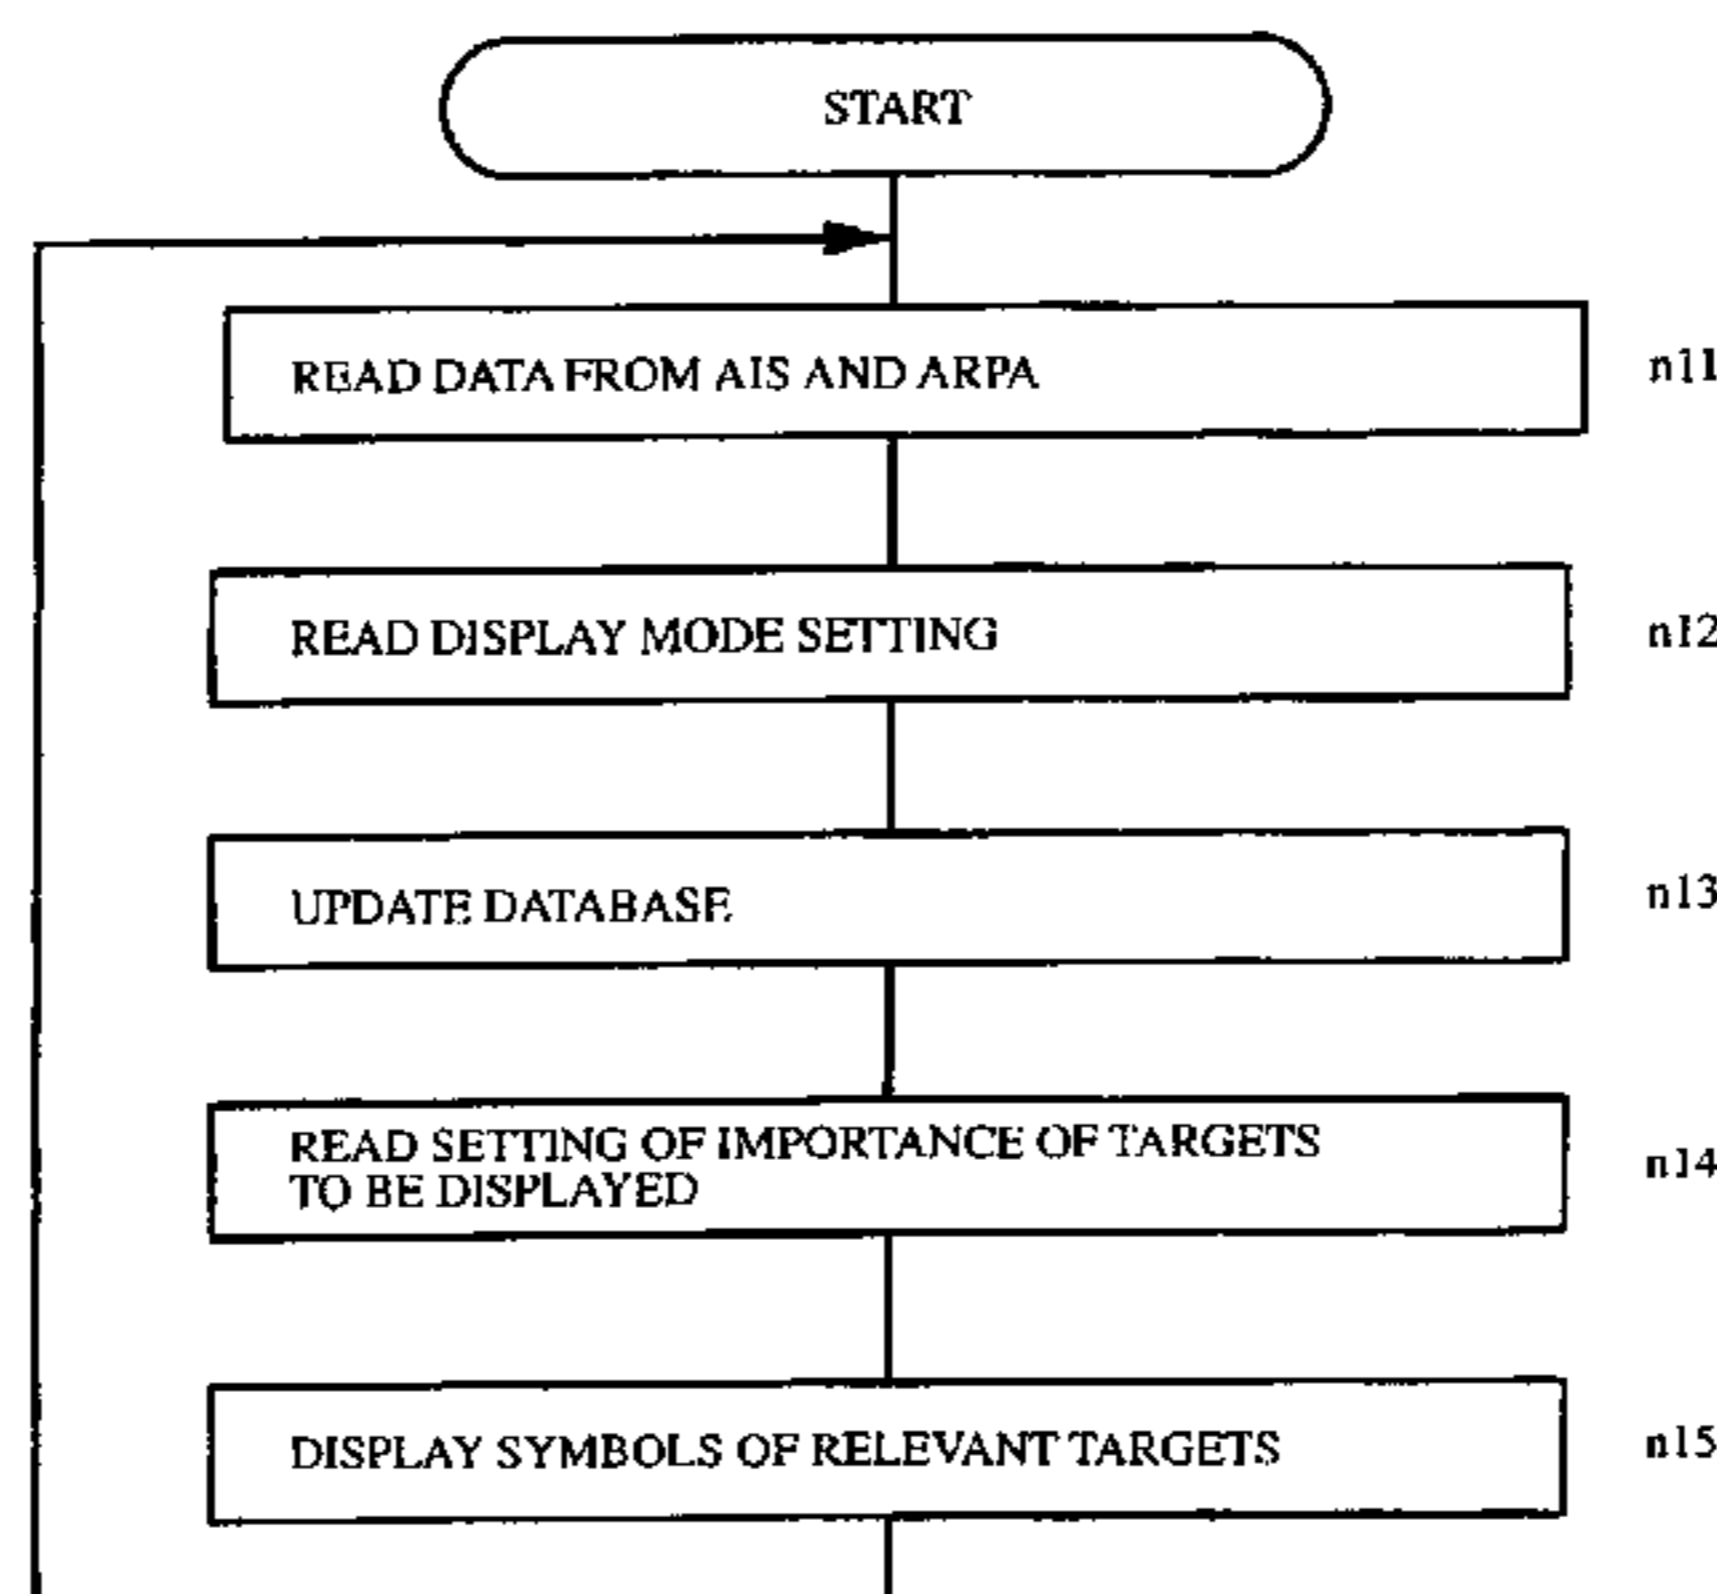 START
READ DATA FROM AIS AND ARPA
n11
READ DISPLAY MODE SETTING
n12
UPDATE DATABASE
n13
READ SETTING OF IMPORTANCE OF TARGETS
TO BE DISPLAYED
n14
DISPLAY SYMBOLS OF RELEVANT TARGETS
n15